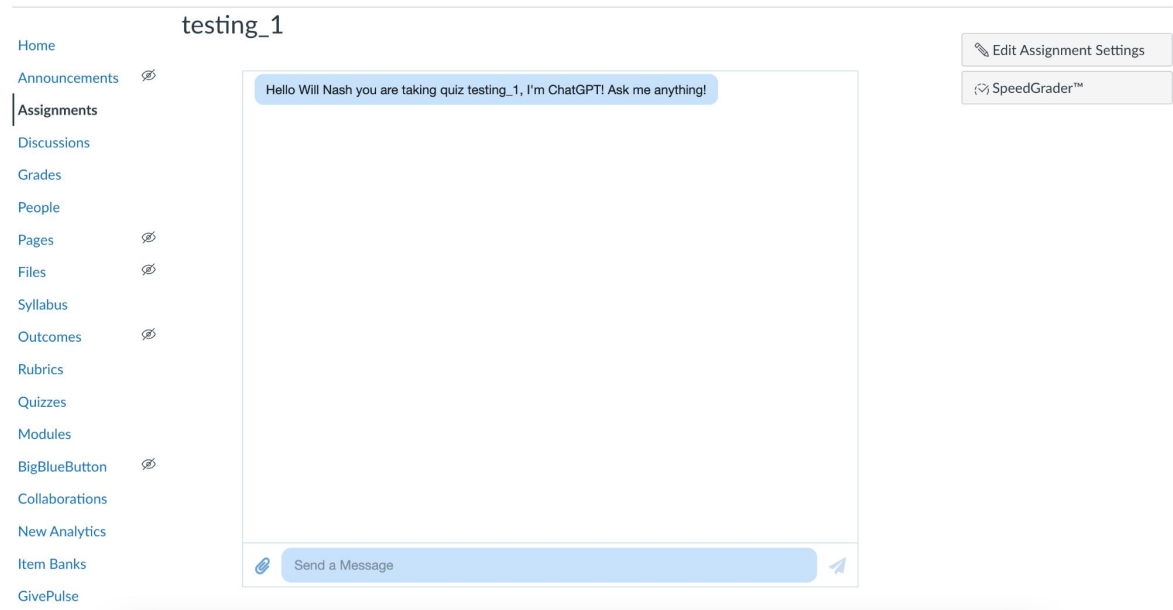 testing_1
Home
Announcements
Assignments
Discussions
Grades
People
Pages
Files
Syllabus
Outcomes
Rubrics
Quizzes
Modules
BigBlueButton
Collaborations
New Analytics
Item Banks
GivePulse
Hello Will Nash you are taking quiz testing_1, I'm ChatGPT! Ask me anything!
Send a Message
Edit Assignment Settings
SpeedGrader™